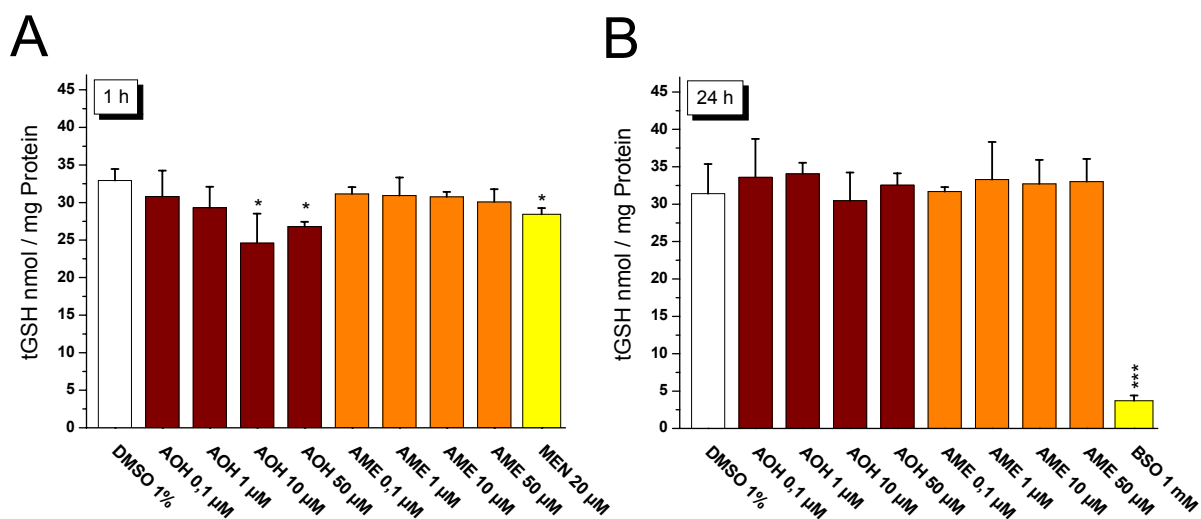 A
1 h
tGSH nmol / mg Protein
45
40
35
30
25
20
15
10
5
0
*
*
*
DMSO 1%
AOH 0,1 µM
AOH 1 µM
AOH 10 µM
AOH 50 µM
AME 0,1 µM
AME 1 µM
AME 10 µM
AME 50 µM
MEN 20 µM
B
24 h
tGSH nmol / mg Protein
45
40
35
30
25
20
15
10
5
0
***
DMSO 1%
AOH 0,1 µM
AOH 1 µM
AOH 10 µM
AOH 50 µM
AME 0,1 µM
AME 1 µM
AME 10 µM
AME 50 µM
BSO 1 mM